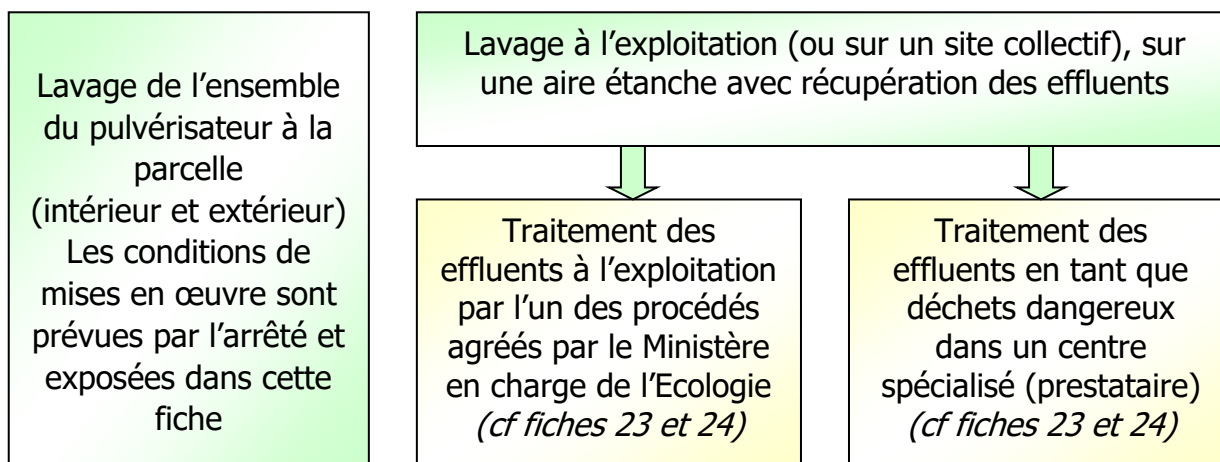 Lavage de l’ensemble
du pulvérisateur à la
parcelle
(intérieur et extérieur)
Les conditions de
mises en œuvre sont
prévues par l’arrêté et
exposées dans cette
fiche
Lavage à l’exploitation (ou sur un site collectif), sur
une aire étanche avec récupération des effluents
Traitement des
effluents à l’exploitation
par l’un des procédés
agréés par le Ministère
en charge de l’Ecologie
(cf fiches 23 et 24)
Traitement des
effluents en tant que
déchets dangereux
dans un centre
spécialisé (prestataire)
(cf fiches 23 et 24)